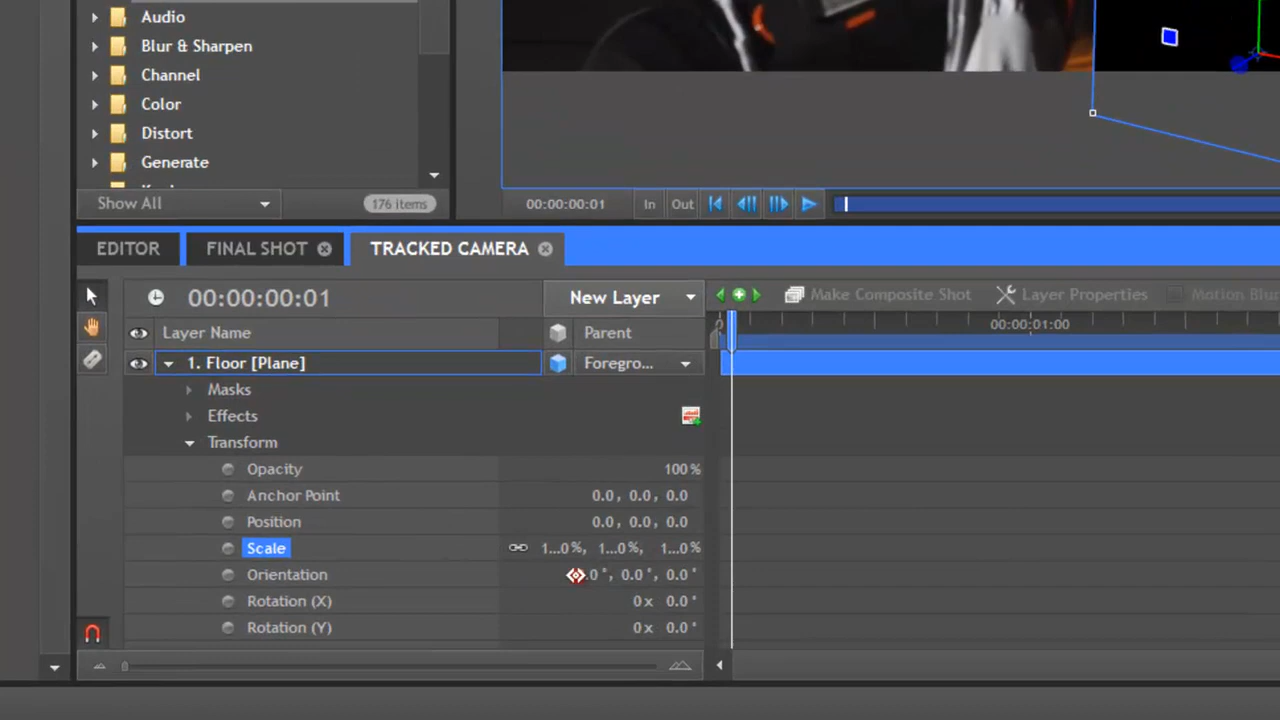 Audio
Blur & Sharpen
Channel
Color
Distort
Generate
Show All
176 items
00:00:00:01
In
Out
EDITOR
FINAL SHOT
TRACKED CAMERA
00:00:00:01
New Layer
Make Composite Shot
Layer Properties
Motion Blu
Layer Name
Parent
00:00:01:00
1. Floor [Plane]
Foregro...
Masks
Effects
Transform
Opacity
100%
Anchor Point
0.0, 0.0, 0.0
Position
0.0, 0.0, 0.0
Scale
1...0%, 1...0%, 1...0%
Orientation
.0°, 0.0°, 0.0°
Rotation (X)
0x 0.0°
Rotation (Y)
0x 0.0°